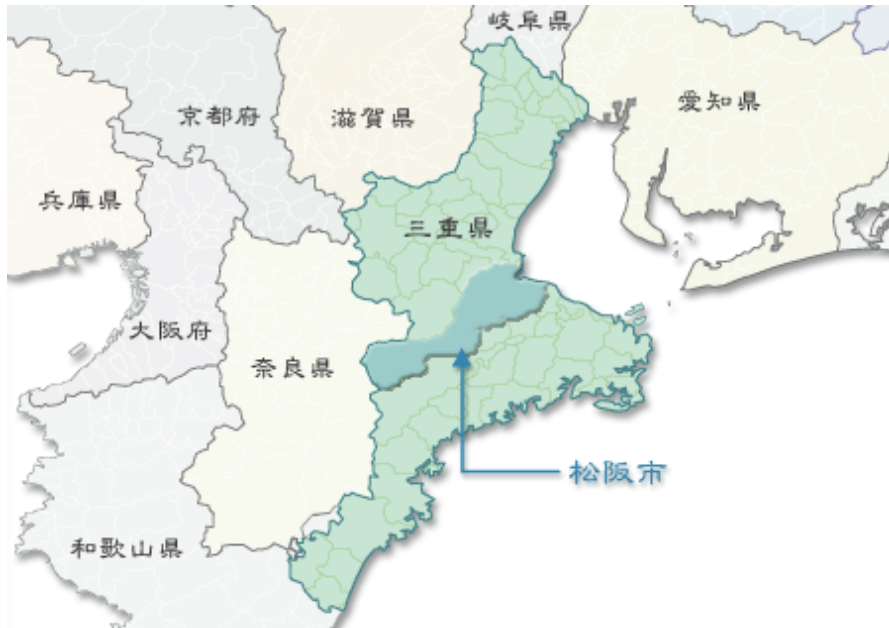 岐阜県
京都府
滋賀県
愛知県
兵庫県
三重県
大阪府
奈良県
松阪市
和歌山県